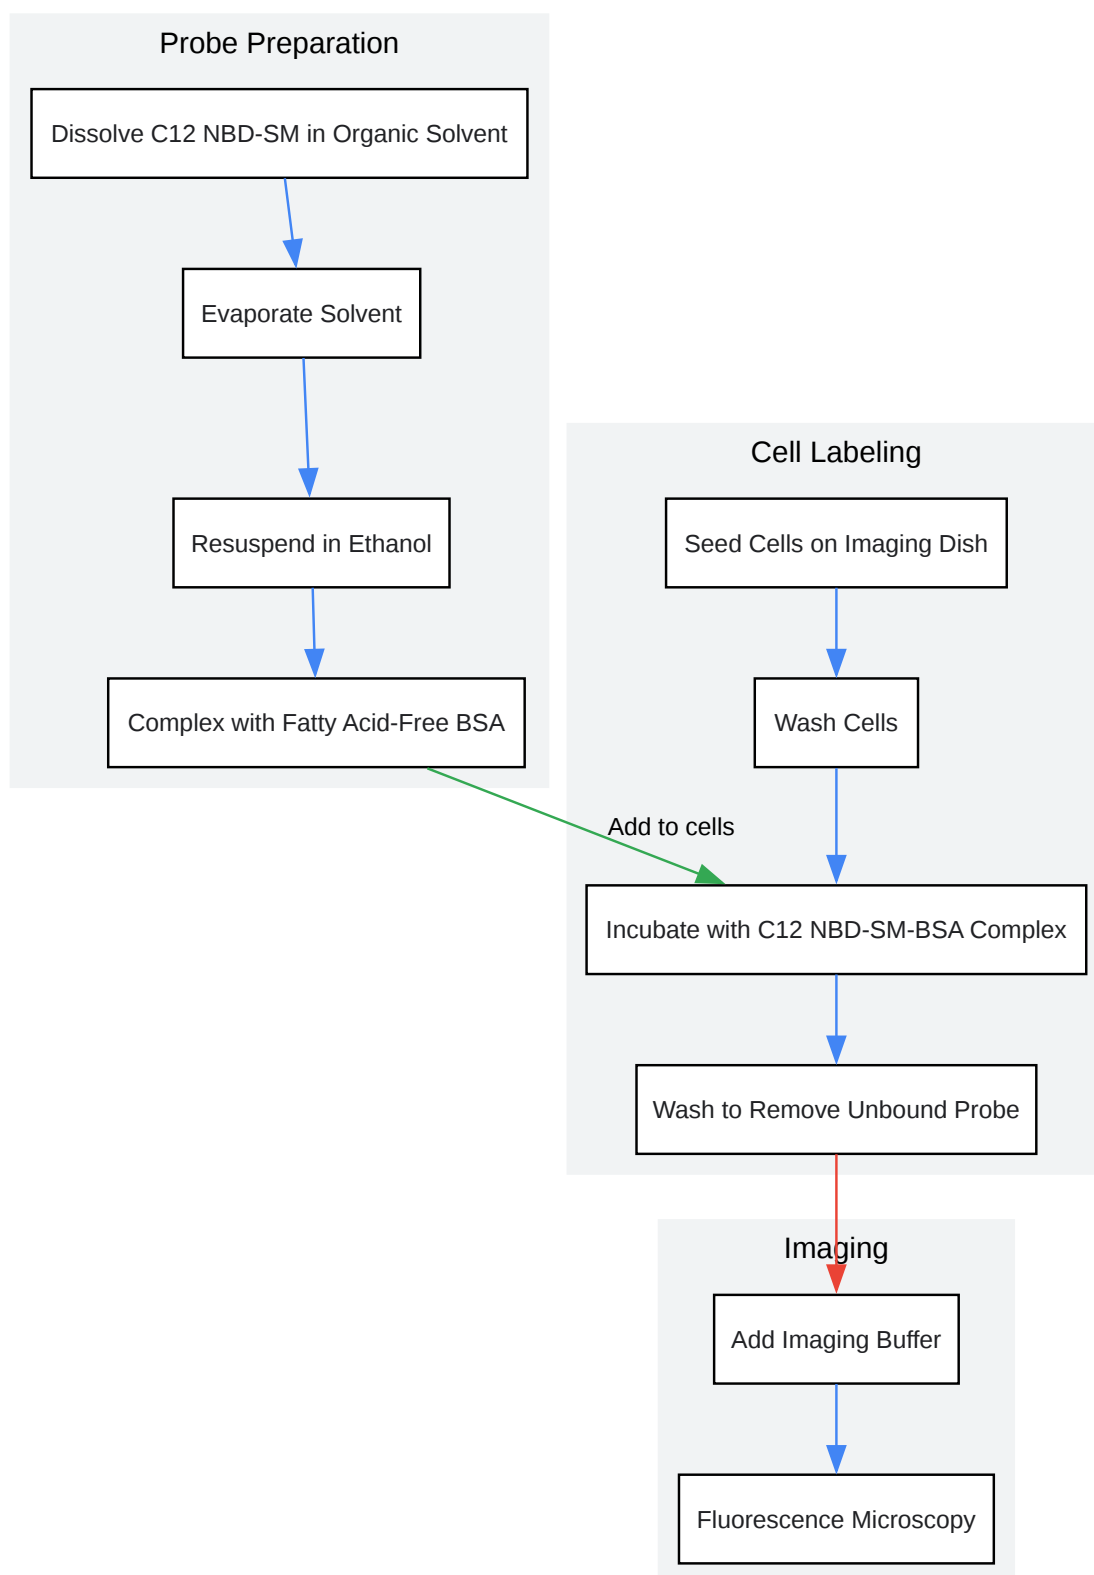 Probe Preparation
Dissolve C12 NBD-SM in Organic Solvent
Evaporate Solvent
Resuspend in Ethanol
Complex with Fatty Acid-Free BSA
Cell Labeling
Seed Cells on Imaging Dish
Wash Cells
Add to cells
Incubate with C12 NBD-SM-BSA Complex
Wash to Remove Unbound Probe
Imaging
Add Imaging Buffer
Fluorescence Microscopy